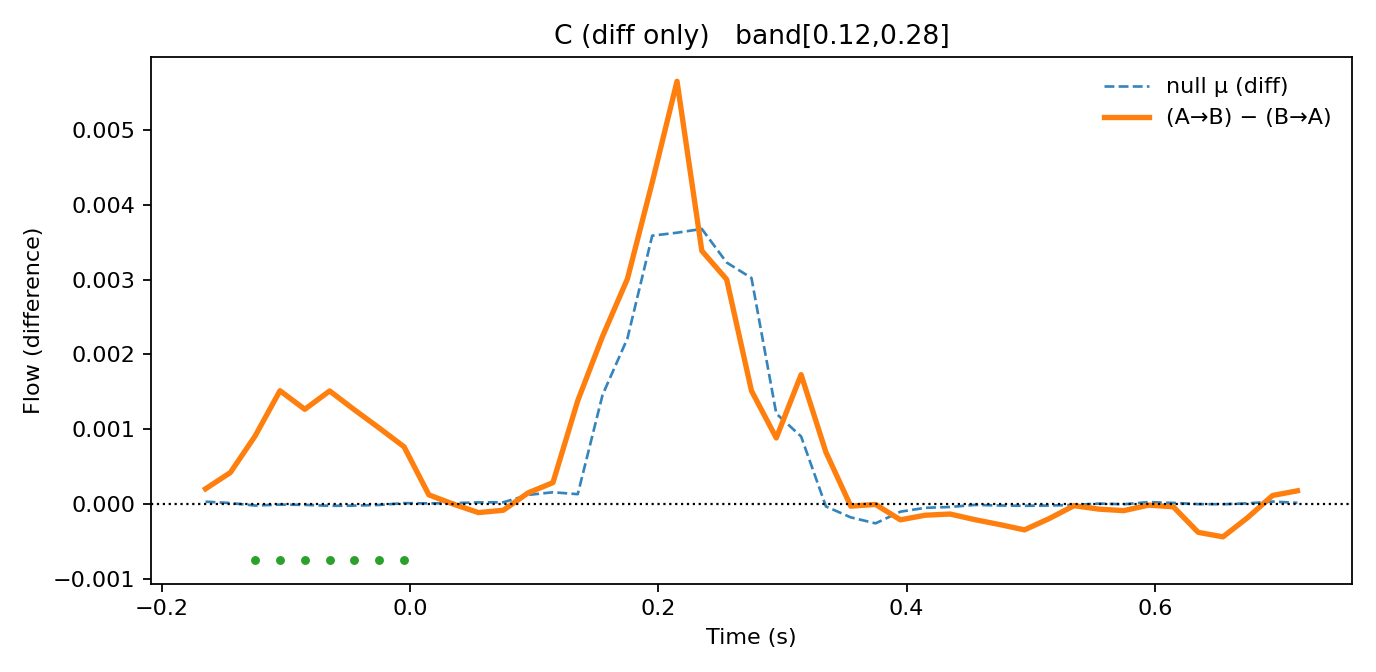 C (diff only)   band[0.12,0.28]
null μ (diff)
(A→B) − (B→A)
Flow (difference)
0.005
0.004
0.003
0.002
0.001
0.000
−0.001
−0.2 0.0 0.2 0.4 0.6
Time (s)